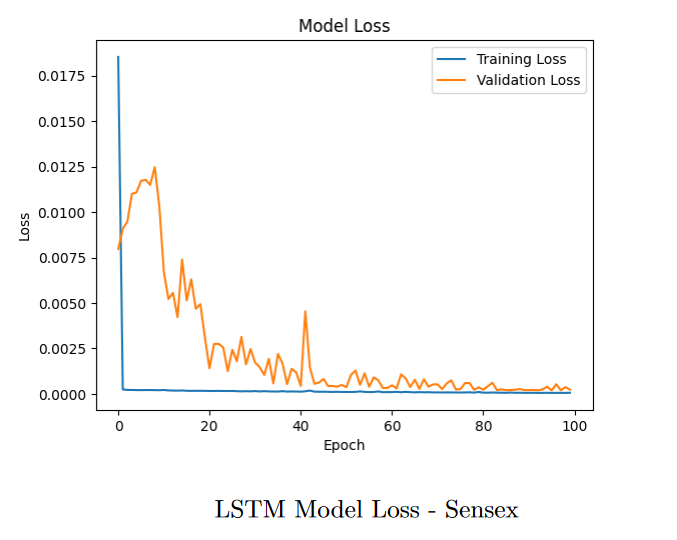 Model Loss
Training Loss
Validation Loss
0.0175
0.0150
0.0125
0.0100
0.0075
0.0050
0.0025
0.0000
Loss
0 20 40 60 80 100
Epoch
LSTM Model Loss - Sensex